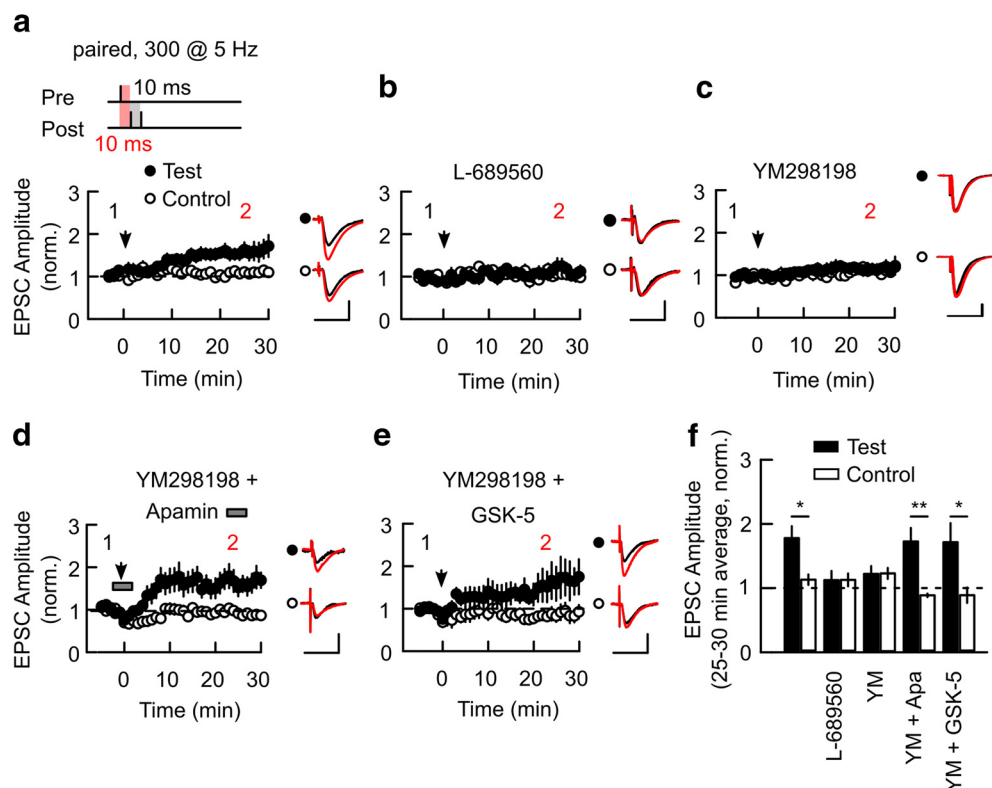 a
paired, 300 @ 5 Hz
Pre
10 ms
Post
10 ms
Test
Control
1
2
EPSC Amplitude
(norm.)
3
2
1
0
0 10 20 30
Time (min)
b
L-689560
1
2
3
2
1
0
0 10 20 30
Time (min)
c
YM298198
1
2
3
2
1
0
0 10 20 30
Time (min)
d
YM298198 +
Apamin
1
2
EPSC Amplitude
(norm.)
3
2
1
0
0 10 20 30
Time (min)
e
YM298198 +
GSK-5
1
2
3
2
1
0
0 10 20 30
Time (min)
f
Test
Control
EPSC Amplitude
(25-30 min average, norm.)
3
2
1
0
*
**
*
L-689560
YM
YM + Apa
YM + GSK-5